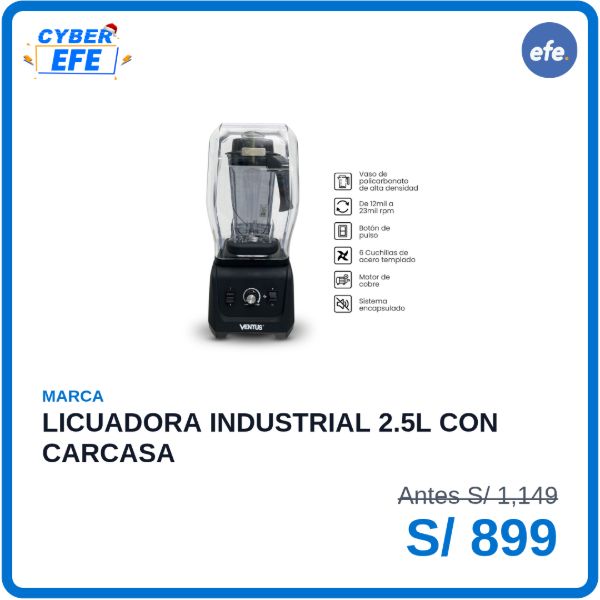 CYBER
EFE
efe.
Vaso de
policarbonato
de alta densidad
De 12mil a
23mil rpm
Botón de
pulso
6 Cuchillas de
acero templado
Motor de
cobre
Sistema
encapsulado
VENTUS
MARCA
LICUADORA INDUSTRIAL 2.5L CON
CARCASA
Antes S/ 1,149
S/ 899